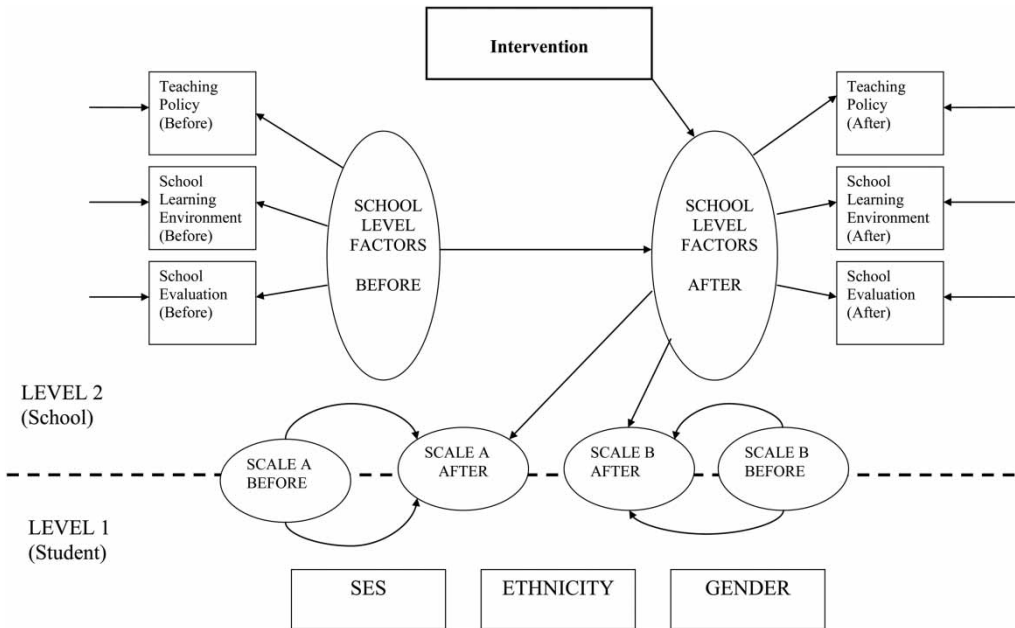 Intervention
Teaching
Policy
(Before)
School
Learning
Environment
(Before)
School
Evaluation
(Before)
SCHOOL
LEVEL
FACTORS
BEFORE
SCHOOL
LEVEL
FACTORS
AFTER
Teaching
Policy
(After)
School
Learning
Environment
(After)
School
Evaluation
(After)
LEVEL 2
(School)
SCALE A
BEFORE
SCALE A
AFTER
SCALE B
AFTER
SCALE B
BEFORE
LEVEL 1
(Student)
SES
ETHNICITY
GENDER